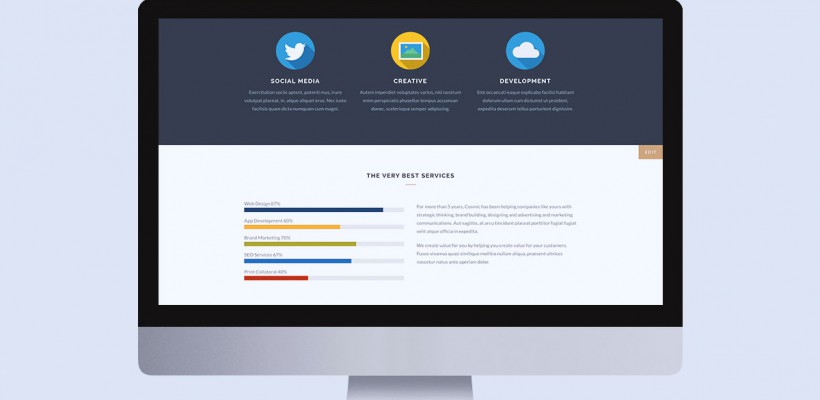 SOCIAL MEDIA
Exercitation sociis aptent, potenti mus, irure
volutpat placeat, in, atque aliquet eros. Nec iusto
facilisis quam dicta nonumquam cum magni.
CREATIVE
Autem imperdiet voluptates varius, nisl nostrum
enim perspiciatis phasellus tempus accumsan
donec, scelerisque semper adipiscing.
DEVELOPMENT
Sint occaecati eaque explicabo facilisi habitant
dolorum ullam nam dictumst ut proident,
expedita deserunt tellus parturient dignissim.
EDIT
THE VERY BEST SERVICES
Web Design 87%
App Development 60%
Brand Marketing 70%
SEO Services 67%
Print Collateral 40%
For more than 5 years, Cosmic has been helping companies like yours with
strategic, thinking, brand building, designing and advertising and marketing
communications. Aut sagittis, at arcu tincidunt placeat porttitor fugiat fugiat
velit atque officia in expedita.
We create value for you by helping you create value for your customers.
Fusce vivamus quasi similique mollitia nullam aliqua, praesent ultrices
nascetur natus ante aperiam dolor.